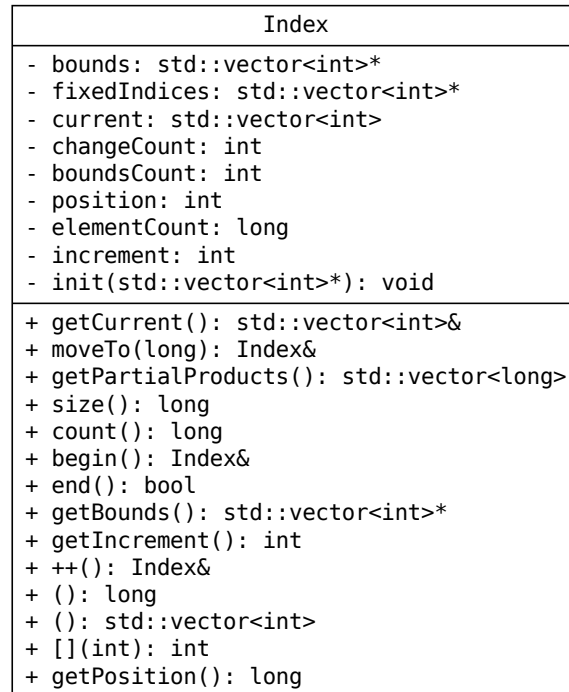 Index
- bounds: std::vector<int>*
- fixedIndices: std::vector<int>*
- current: std::vector<int>
- changeCount: int
- boundsCount: int
- position: int
- elementCount: long
- increment: int
- init(std::vector<int>*): void
+ getCurrent(): std::vector<int>&
+ moveTo(long): Index&
+ getPartialProducts(): std::vector<long>
+ size(): long
+ count(): long
+ begin(): Index&
+ end(): bool
+ getBounds(): std::vector<int>*
+ getIncrement(): int
+ ++(): Index&
+ (): long
+ (): std::vector<int>
+ [](int): int
+ getPosition(): long